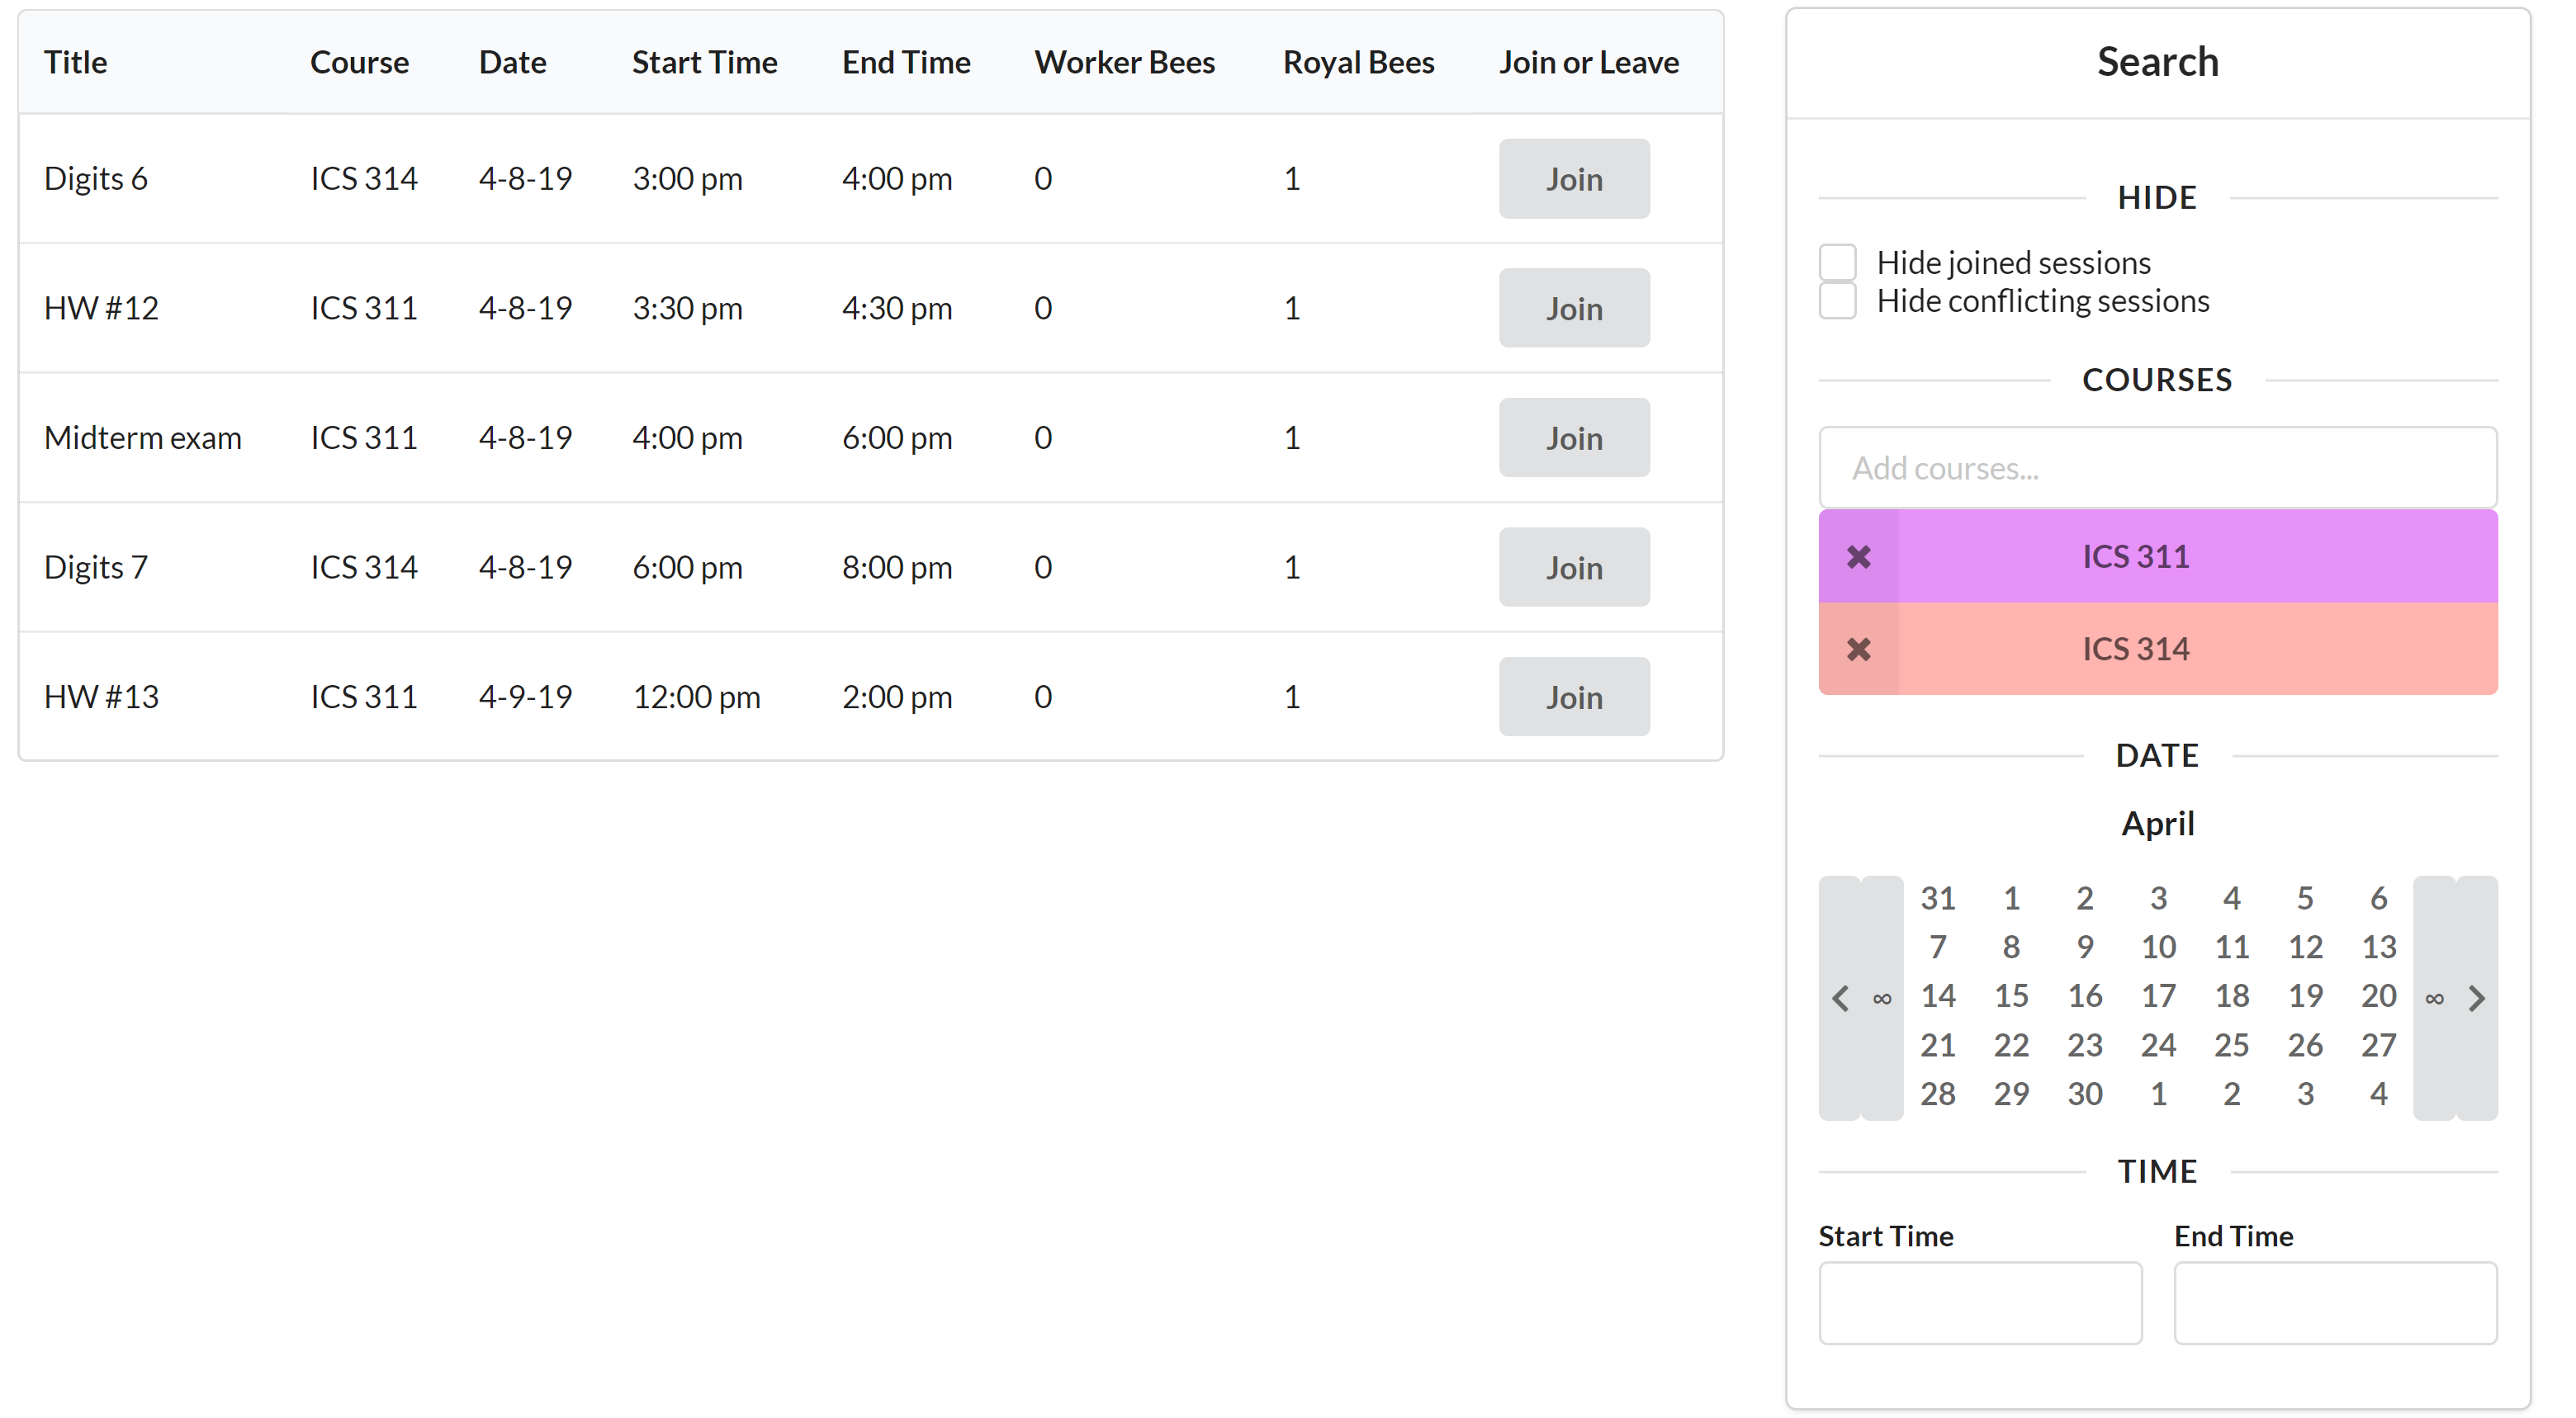 Title Course Date Start Time End Time Worker Bees Royal Bees Join or Leave
Digits 6 ICS 314 4-8-19 3:00 pm 4:00 pm 0 1 Join
HW #12 ICS 311 4-8-19 3:30 pm 4:30 pm 0 1 Join
Midterm exam ICS 311 4-8-19 4:00 pm 6:00 pm 0 1 Join
Digits 7 ICS 314 4-8-19 6:00 pm 8:00 pm 0 1 Join
HW #13 ICS 311 4-9-19 12:00 pm 2:00 pm 0 1 Join
Search
HIDE
Hide joined sessions
Hide conflicting sessions
COURSES
Add courses...
✖ ICS 311
✖ ICS 314
DATE
April
31 1 2 3 4 5 6
7 8 9 10 11 12 13
‹ ∞ 14 15 16 17 18 19 20 ∞ ›
21 22 23 24 25 26 27
28 29 30 1 2 3 4
TIME
Start Time End Time